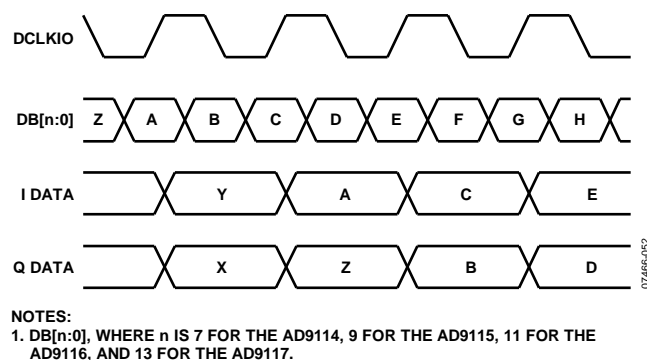 DCLKIO
DB[n:0] Z A B C D E F G H
I DATA Y A C E
Q DATA X Z B D
07466-052
NOTES:
1. DB[n:0], WHERE n IS 7 FOR THE AD9114, 9 FOR THE AD9115, 11 FOR THE
AD9116, AND 13 FOR THE AD9117.